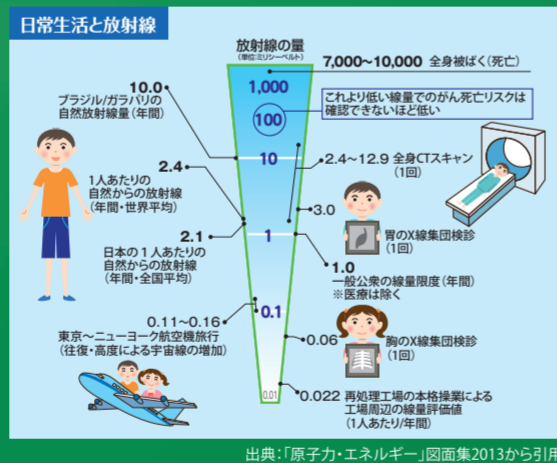 日常生活と放射線
放射線の量
(単位:ミリシーベルト)
7,000〜10,000 全身被ばく(死亡)
1,000
これより低い線量でのがん死亡リスクは
確認できないほど低い
100
10.0
ブラジル/ガラパリの
自然放射線量(年間)
10
2.4〜12.9 全身CTスキャン
(1回)
2.4
1人あたりの
自然からの放射線
(年間・世界平均)
3.0
胃のX線集団検診
(1回)
2.1
日本の1人あたりの
自然からの放射線
(年間・全国平均)
1
1.0
一般公衆の線量限度(年間)
※医療は除く
0.1
0.11〜0.16
東京〜ニューヨーク航空機旅行
(往復・高度による宇宙線の増加)
0.06
胸のX線集団検診
(1回)
0.01
0.022 再処理工場の本格操業による
工場周辺の線量評価値
(1人あたり/年間)
出典:「原子力・エネルギー」図面集2013から引用